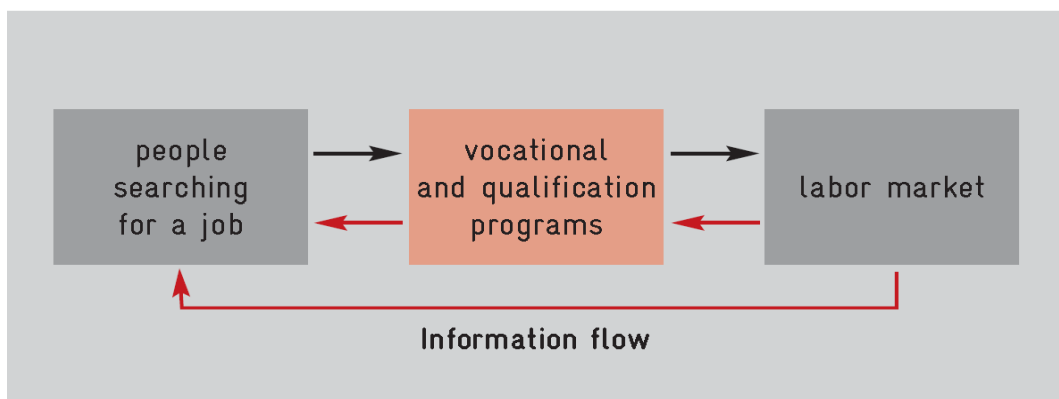 people
searching
for a job
vocational
and qualification
programs
labor market
Information flow